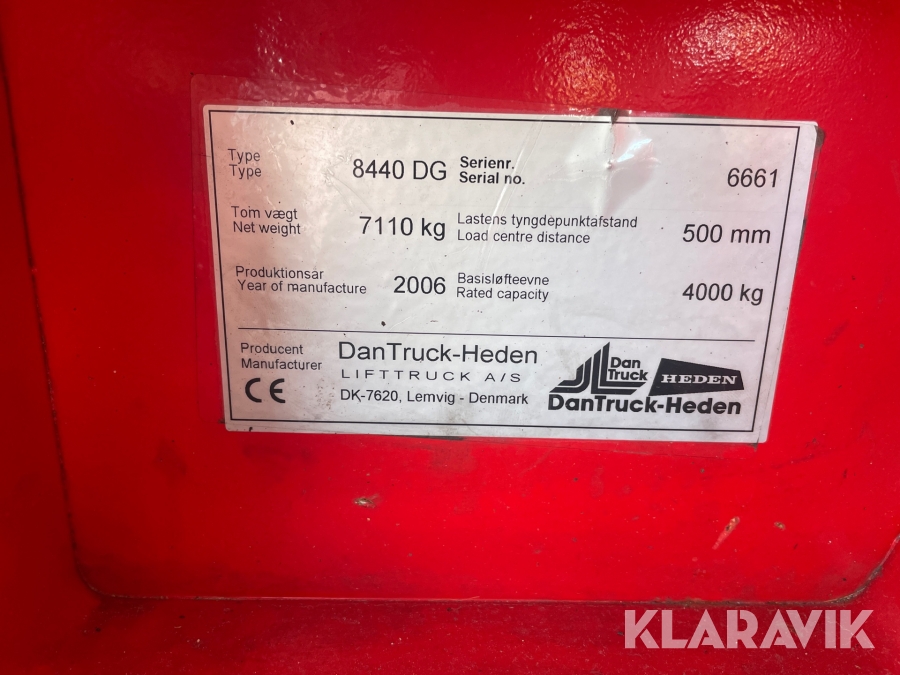 Type
Type
8440 DG
Serienr.
Serial no.
6661
Tom vægt
Net weight
7110 kg
Lastens tyngdepunktafstand
Load centre distance
500 mm
Produktionsår
Year of manufacture
2006
Basisløfteevne
Rated capacity
4000 kg
Producent
Manufacturer
CE
DanTruck-Heden
LIFTTRUCK A/S
DK-7620, Lemvig - Denmark
Dan
Truck
HEDEN
DanTruck-Heden
KLARAVIK